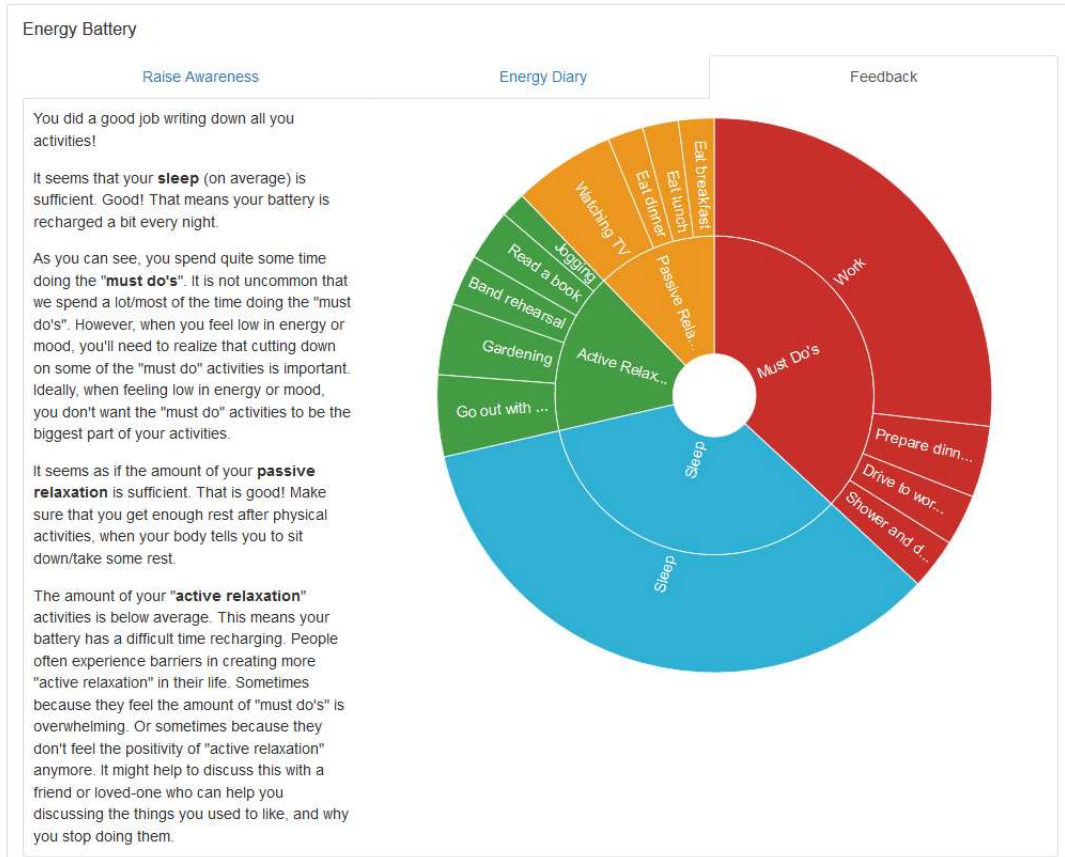 Energy Battery
Raise Awareness
Energy Diary
Feedback
You did a good job writing down all you
activities!
It seems that your sleep (on average) is
sufficient. Good! That means your battery is
recharged a bit every night.
As you can see, you spend quite some time
doing the "must do's". It is not uncommon that
we spend a lot/most of the time doing the "must
do's". However, when you feel low in energy or
mood, you'll need to realize that cutting down
on some of the "must do" activities is important.
Ideally, when feeling low in energy or mood,
you don't want the "must do" activities to be the
biggest part of your activities.
It seems as if the amount of your passive
relaxation is sufficient. That is good! Make
sure that you get enough rest after physical
activities, when your body tells you to sit
down/take some rest.
The amount of your "active relaxation"
activities is below average. This means your
battery has a difficult time recharging. People
often experience barriers in creating more
"active relaxation" in their life. Sometimes
because they feel the amount of "must do's" is
overwhelming. Or sometimes because they
don't feel the positivity of "active relaxation"
anymore. It might help to discuss this with a
friend or loved-one who can help you
discussing the things you used to like, and why
you stop doing them.
Work
Prepare dinn...
Drive to wor...
Shower and d...
Must Do's
Sleep
Sleep
Go out with ...
Gardening
Band rehearsal
Read a book
Jogging
Active Relax...
Watching TV
Eat dinner
Eat lunch
Eat breakfast
Passive Rela...